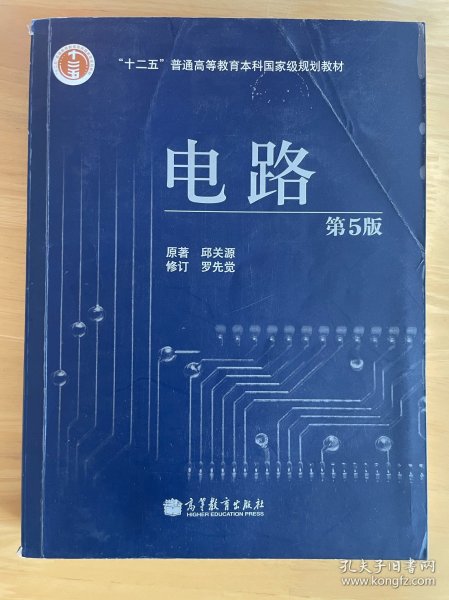 “十二五”普通高等教育本科国家级规划教材
电路
第5版
原著 邱关源
修订 罗先觉
高等教育出版社
HIGHER EDUCATION PRESS
孔夫子旧书网
www.kongfz.com